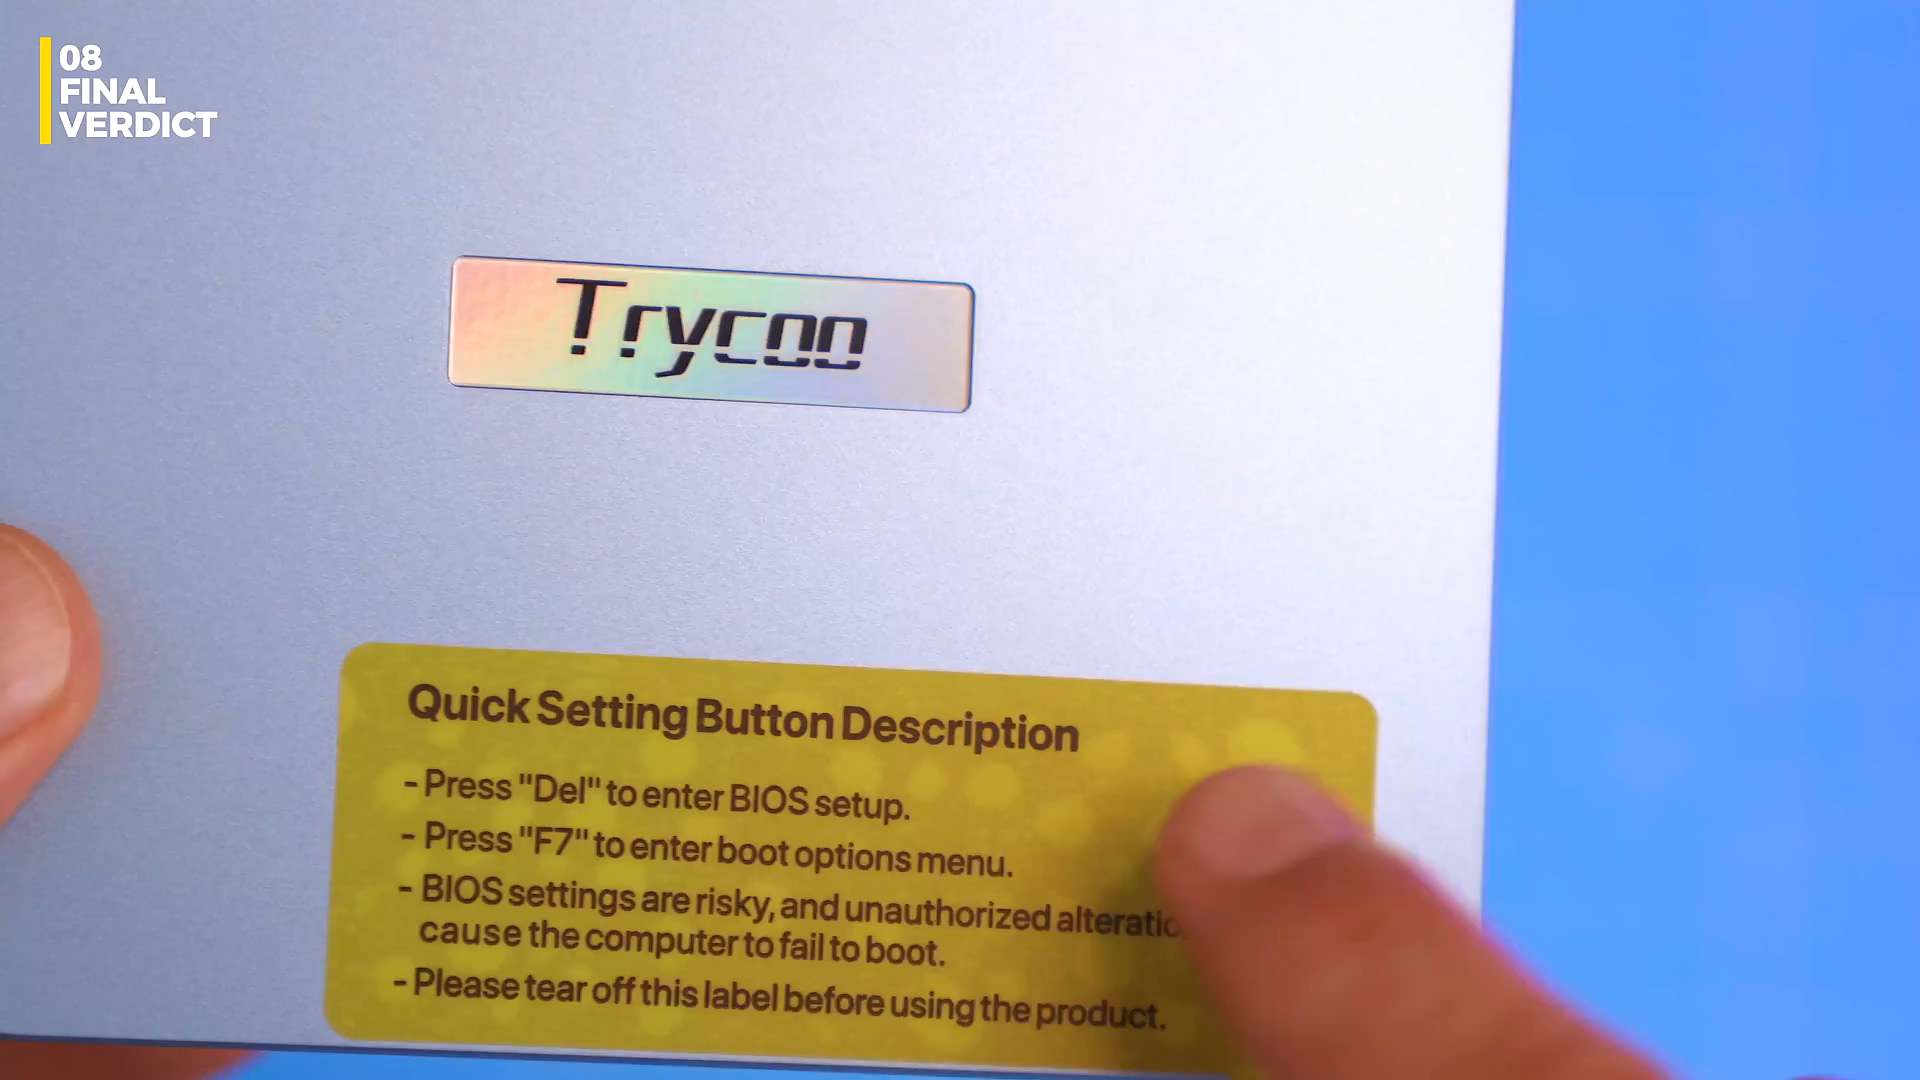 08
FINAL
VERDICT
Trycoo
Quick Setting Button Description
- Press "Del" to enter BIOS setup.
- Press "F7" to enter boot options menu.
- BIOS settings are risky, and unauthorized
cause the computer to fail to boot.
- Please tear off this label before using the product.